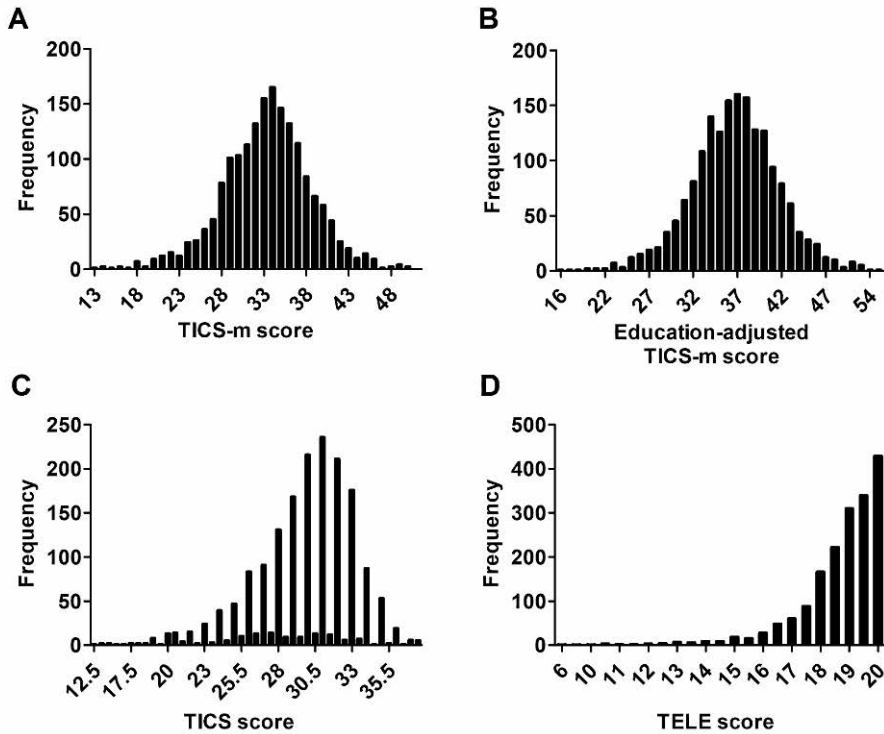 A
Frequency
200
150
100
50
0
13 18 23 28 33 38 43 48
TICS-m score
B
Frequency
200
150
100
50
0
16 22 27 32 37 42 47 54
Education-adjusted
TICS-m score
C
Frequency
250
200
150
100
50
0
12.5 17.5 20 23 25.5 28 30.5 33 35.5
TICS score
D
Frequency
500
400
300
200
100
0
6 10 11 12 13 14 15 16 17 18 19 20
TELE score